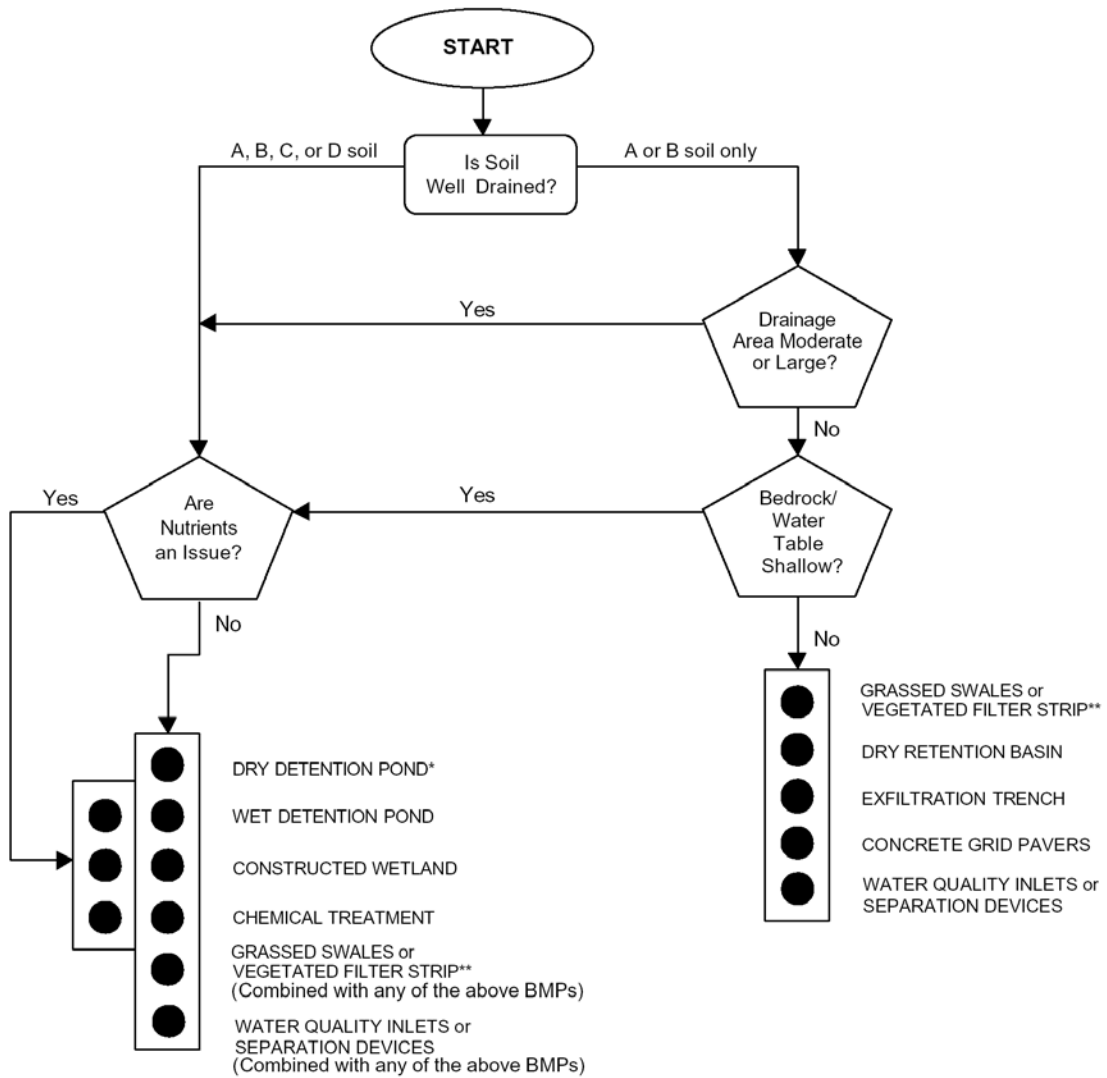 START
Is Soil
Well Drained?
A, B, C, or D soil
A or B soil only
Drainage
Area Moderate
or Large?
Yes
No
Bedrock/
Water
Table
Shallow?
Yes
No
Are
Nutrients
an Issue?
Yes
No
DRY DETENTION POND*
WET DETENTION POND
CONSTRUCTED WETLAND
CHEMICAL TREATMENT
GRASSED SWALES or
VEGETATED FILTER STRIP**
(Combined with any of the above BMPs)
WATER QUALITY INLETS or
SEPARATION DEVICES
(Combined with any of the above BMPs)
GRASSED SWALES or
VEGETATED FILTER STRIP**
DRY RETENTION BASIN
EXFILTRATION TRENCH
CONCRETE GRID PAVERS
WATER QUALITY INLETS or
SEPARATION DEVICES